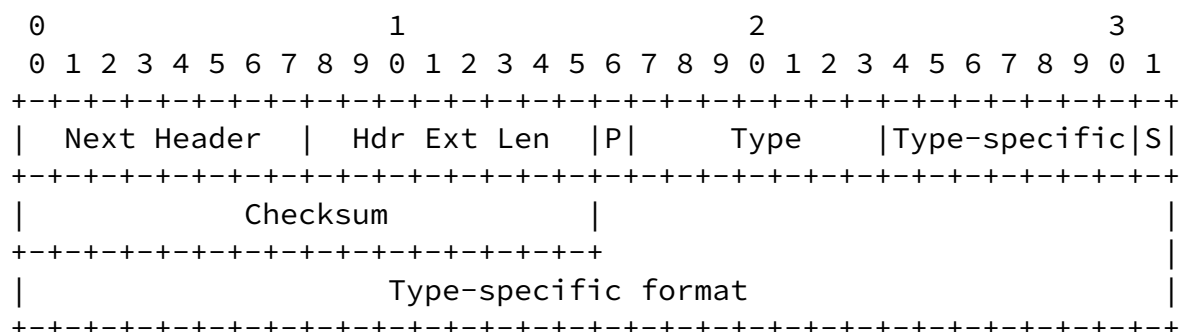 0                   1                   2                   3
 0 1 2 3 4 5 6 7 8 9 0 1 2 3 4 5 6 7 8 9 0 1 2 3 4 5 6 7 8 9 0 1
+-+-+-+-+-+-+-+-+-+-+-+-+-+-+-+-+-+-+-+-+-+-+-+-+-+-+-+-+-+-+-+-+
|  Next Header  |  Hdr Ext Len  |P|     Type    |Type-specific|S|
+-+-+-+-+-+-+-+-+-+-+-+-+-+-+-+-+-+-+-+-+-+-+-+-+-+-+-+-+-+-+-+-+
|            Checksum           |                               |
+-+-+-+-+-+-+-+-+-+-+-+-+-+-+-+-+                               |
|                    Type-specific format                       |
+-+-+-+-+-+-+-+-+-+-+-+-+-+-+-+-+-+-+-+-+-+-+-+-+-+-+-+-+-+-+-+-+